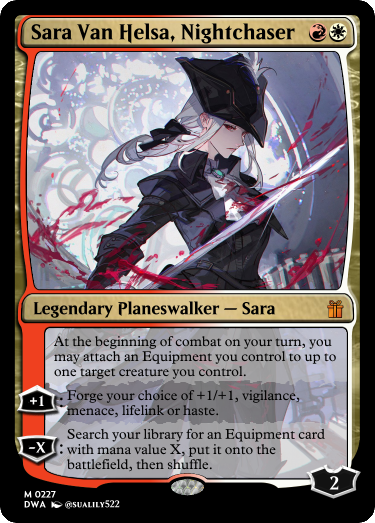 Sara Van Helsa, Nightchaser
Legendary Planeswalker — Sara
At the beginning of combat on your turn, you
may attach an Equipment you control to up to
one target creature you control.
+1: Forge your choice of +1/+1, vigilance,
menace, lifelink or haste.
-X: Search your library for an Equipment card
with mana value X, put it onto the
battlefield, then shuffle.
2
M 0227
DWA @SUALILY522